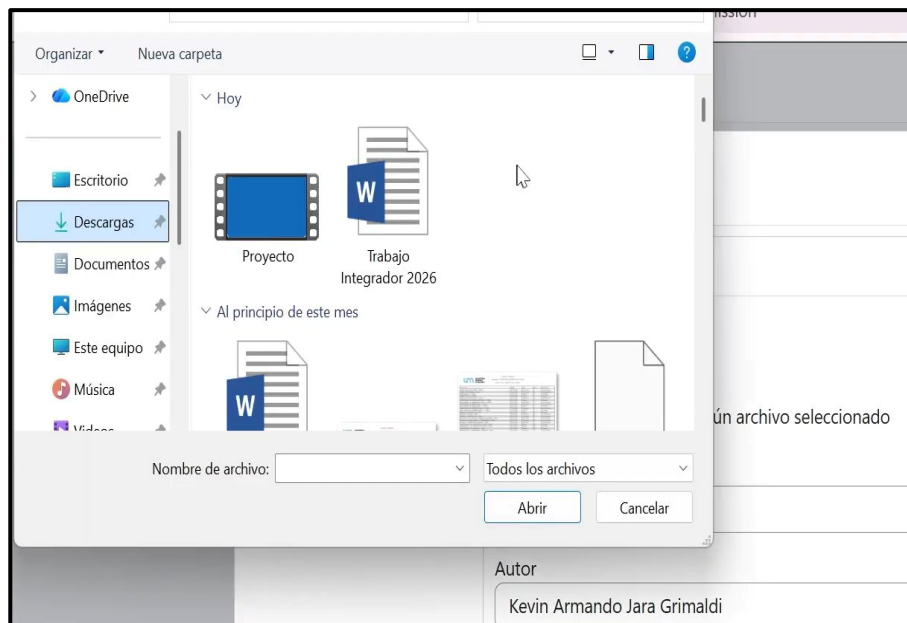 Organizar
Nueva carpeta
OneDrive
Hoy
Escritorio
Descargas
Documentos
Imágenes
Este equipo
Música
Proyecto
Trabajo
Integrador 2026
Al principio de este mes
W
W
ún archivo seleccionado
Nombre de archivo:
Todos los archivos
Abrir
Cancelar
Autor
Kevin Armando Jara Grimaldi